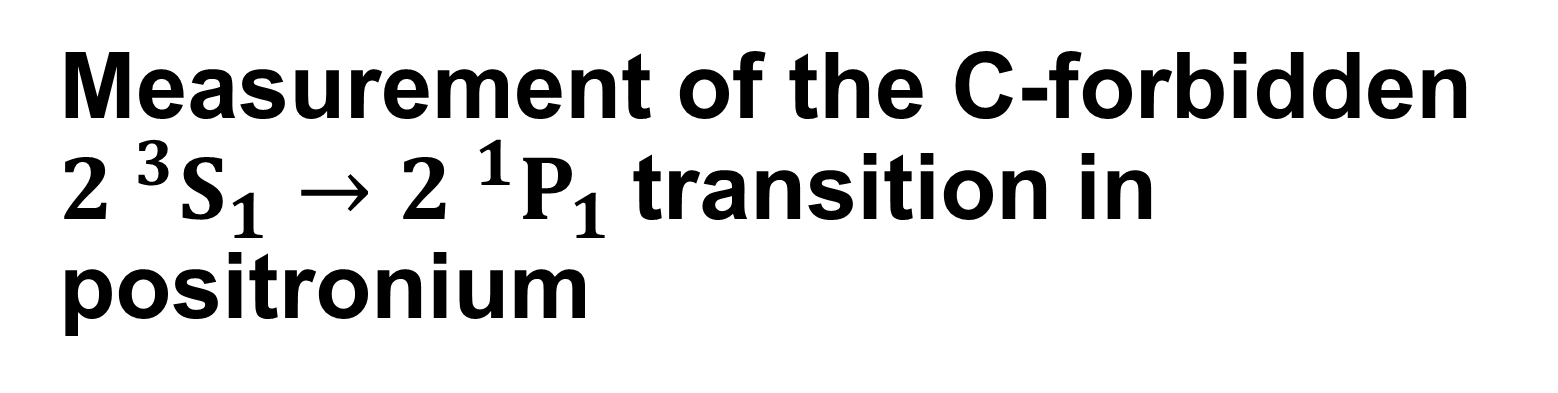 Measurement of the C-forbidden
2 ³S₁ → 2 ¹P₁ transition in
positronium